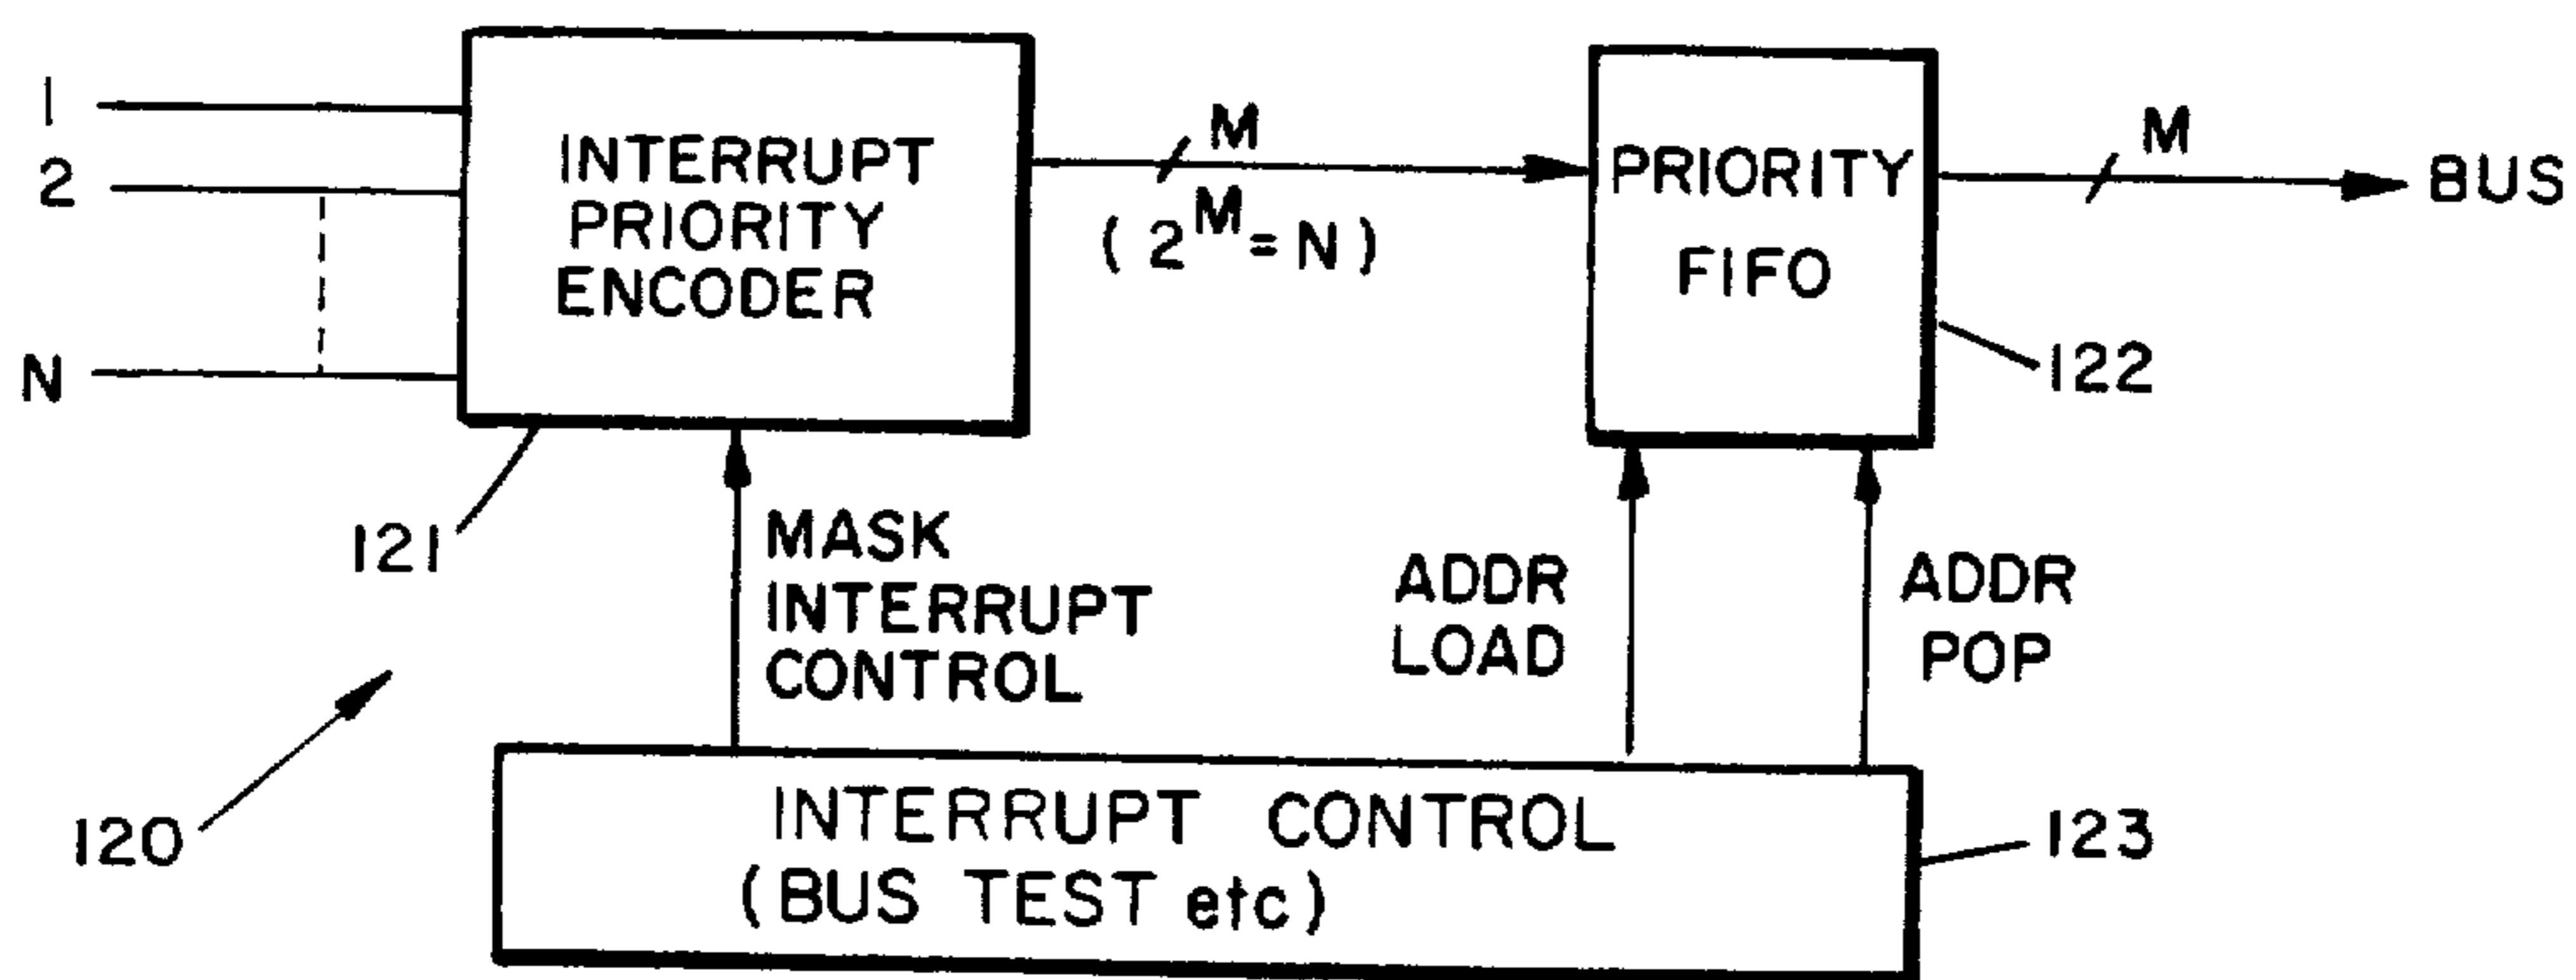 1
2
N
INTERRUPT
PRIORITY
ENCODER
M
(2^M = N)
PRIORITY
FIFO
M
BUS
121
122
MASK
INTERRUPT
CONTROL
ADDR
LOAD
ADDR
POP
120
INTERRUPT CONTROL
(BUS TEST etc)
123